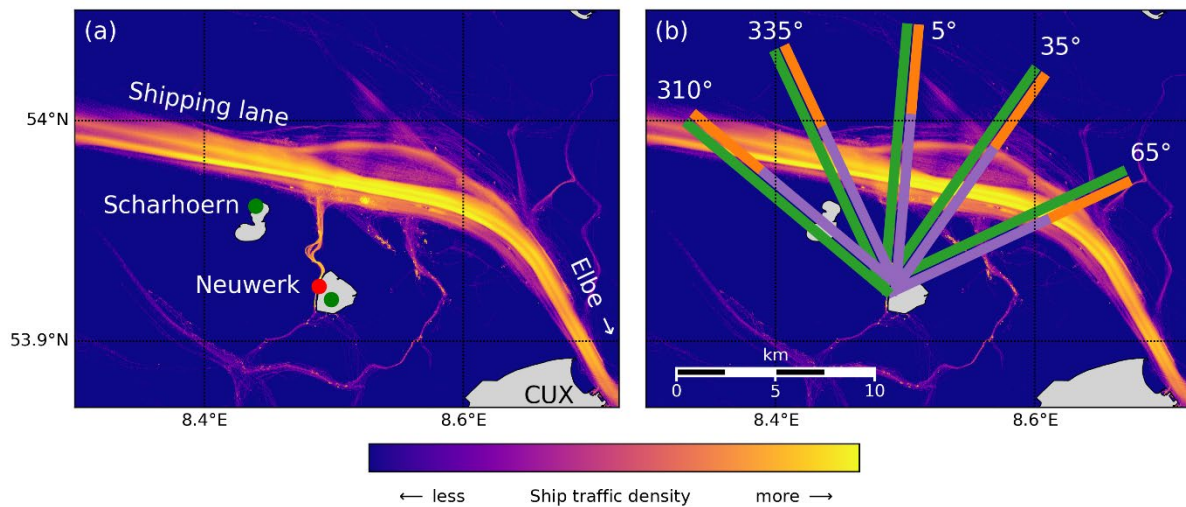 (a)
Shipping lane
54°N
Scharhoern
Neuwerk
Elbe →
53.9°N
CUX
8.4°E 8.6°E
(b)
335° 5° 35°
310°
65°
km
0 5 10
8.4°E 8.6°E
← less Ship traffic density more →